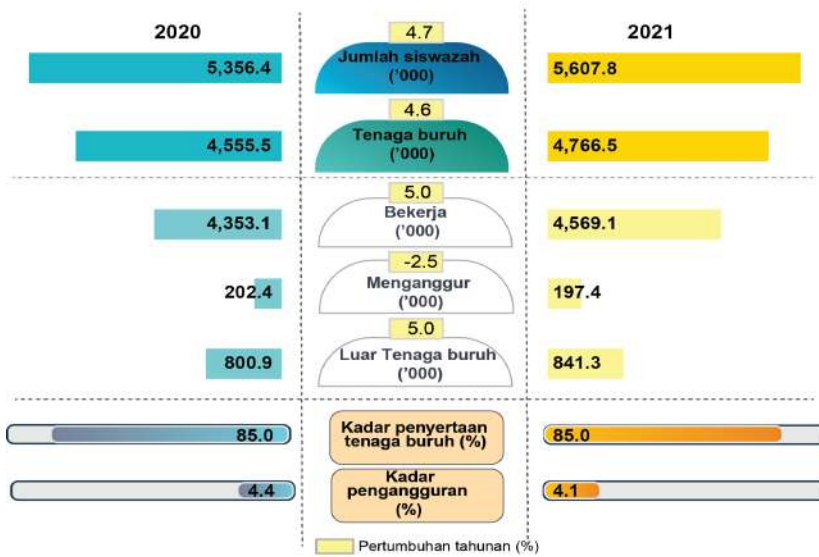 2020
4.7
2021
5,356.4
Jumlah siswazah
('000)
5,607.8
4.6
4,555.5
Tenaga buruh
('000)
4,766.5
5.0
4,353.1
Bekerja
('000)
4,569.1
-2.5
202.4
Menganggur
('000)
197.4
5.0
800.9
Luar Tenaga buruh
('000)
841.3
85.0
Kadar penyertaan
tenaga buruh (%)
85.0
4.4
Kadar
pengangguran
(%)
4.1
Pertumbuhan tahunan (%)